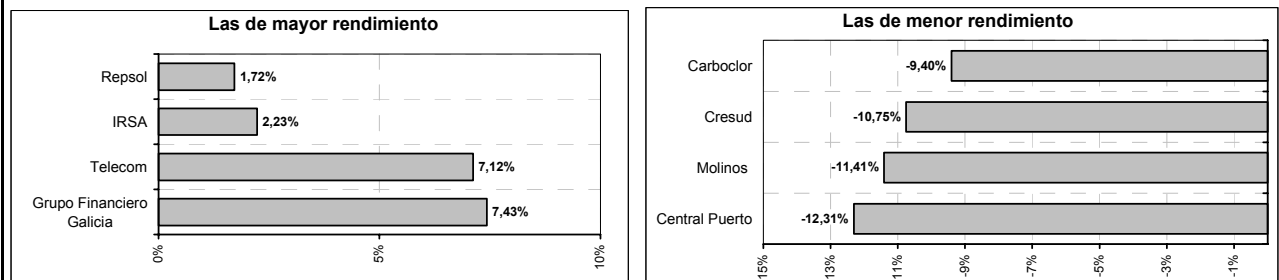 Las de mayor rendimiento
Repsol
1,72%
IRSA
2,23%
Telecom
7,12%
Grupo Financiero
Galicia
7,43%
0%
5%
10%
Las de menor rendimiento
Carboclor
-9,40%
Cresud
-10,75%
Molinos
-11,41%
Central Puerto
-12,31%
-15%
-13%
-11%
-9%
-7%
-5%
-3%
-1%